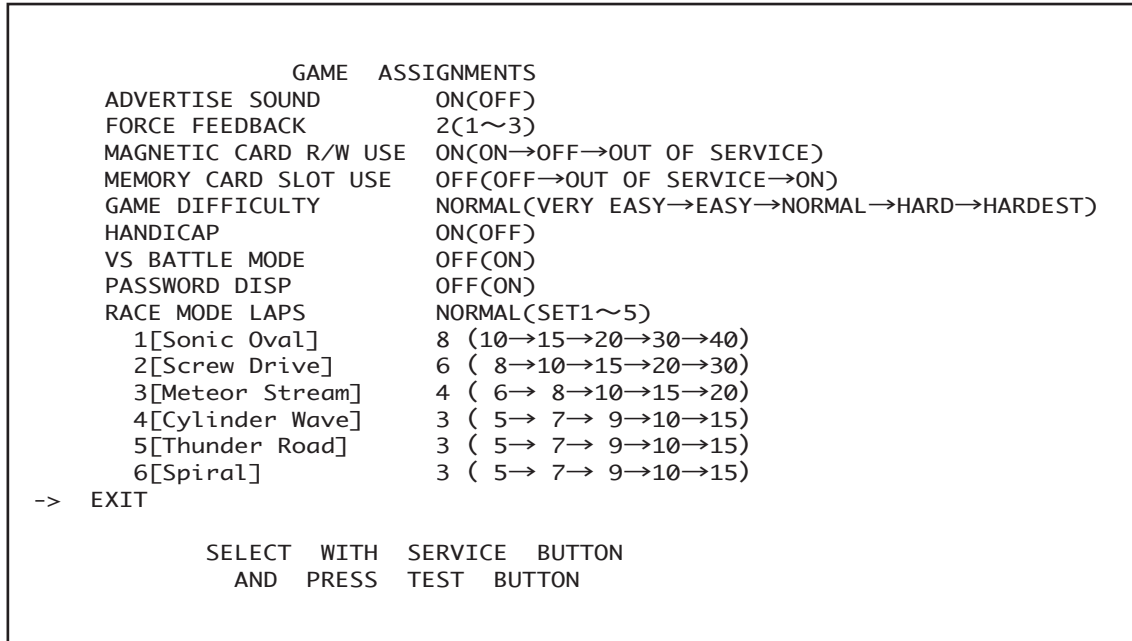 GAME ASSIGNMENTS
ADVERTISE SOUND ON(OFF)
FORCE FEEDBACK 2(1〜3)
MAGNETIC CARD R/W USE ON(ON→OFF→OUT OF SERVICE)
MEMORY CARD SLOT USE OFF(OFF→OUT OF SERVICE→ON)
GAME DIFFICULTY NORMAL(VERY EASY→EASY→NORMAL→HARD→HARDEST)
HANDICAP ON(OFF)
VS BATTLE MODE OFF(ON)
PASSWORD DISP OFF(ON)
RACE MODE LAPS NORMAL(SET1〜5)
1[Sonic Oval] 8 (10→15→20→30→40)
2[Screw Drive] 6 ( 8→10→15→20→30)
3[Meteor Stream] 4 ( 6→ 8→10→15→20)
4[Cylinder Wave] 3 ( 5→ 7→ 9→10→15)
5[Thunder Road] 3 ( 5→ 7→ 9→10→15)
6[Spiral] 3 ( 5→ 7→ 9→10→15)
-> EXIT
SELECT WITH SERVICE BUTTON
AND PRESS TEST BUTTON